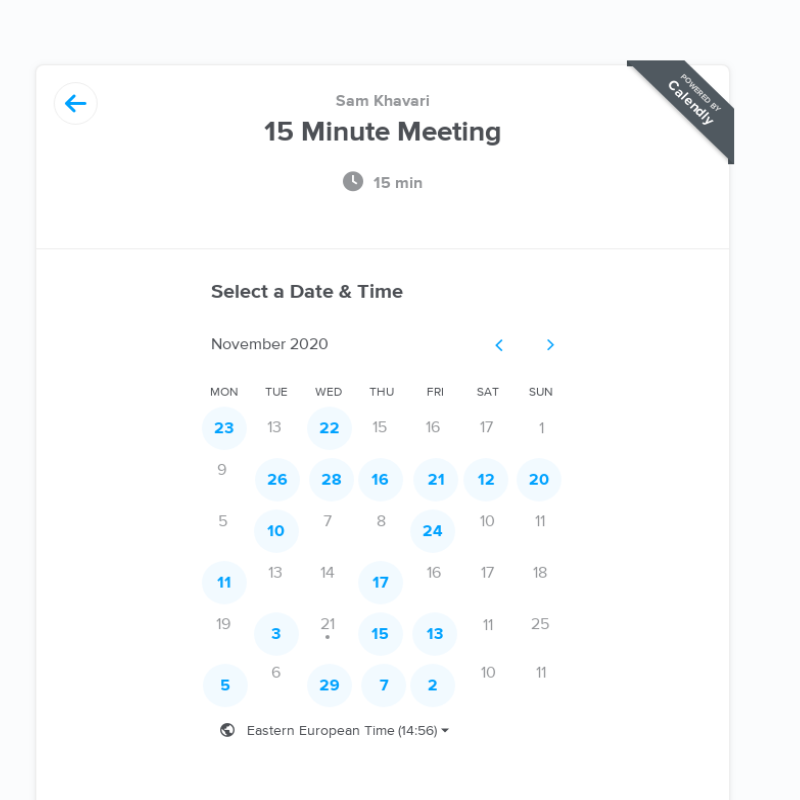 Sam Khavari
15 Minute Meeting
POWERED BY
Calendly
15 min
Select a Date & Time
November 2020
MON TUE WED THU FRI SAT SUN
23 13 22 15 16 17 1
9 26 28 16 21 12 20
5 10 7 8 24 10 11
11 13 14 17 16 17 18
19 3 21 15 13 11 25
5 6 29 7 2 10 11
Eastern European Time (14:56)